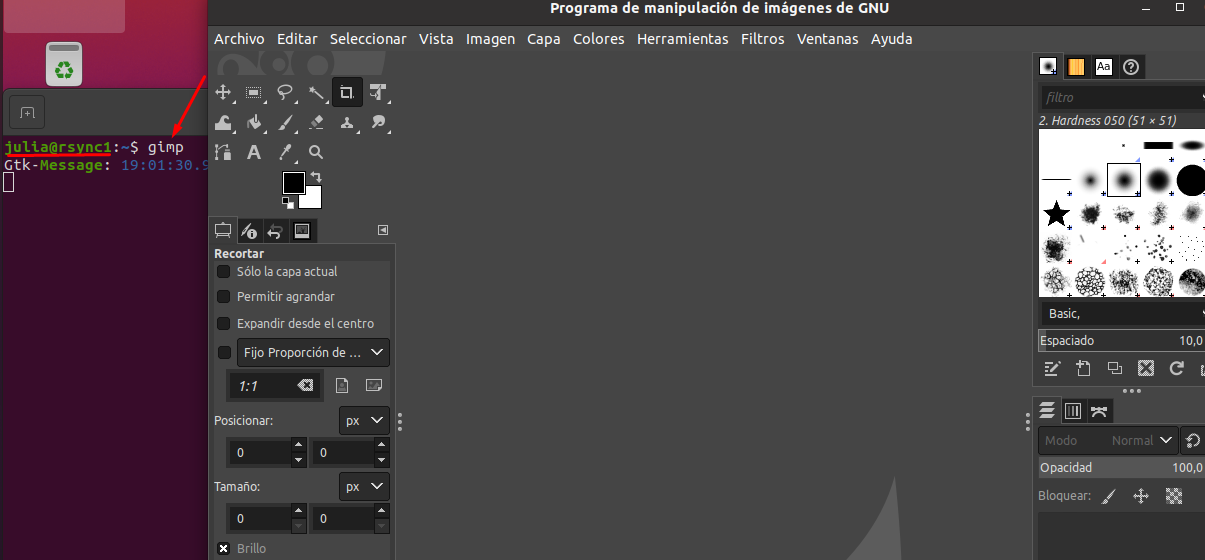 Programa de manipulación de imágenes de GNU
Archivo Editar Seleccionar Vista Imagen Capa Colores Herramientas Filtros Ventanas Ayuda
julia@rsync1:~$ gimp
Gtk-Message: 19:01:30.9
Recortar
Sólo la capa actual
Permitir agrandar
Expandir desde el centro
Fijo Proporción de ...
1:1
Posicionar: px
0 0
Tamaño: px
0 0
Brillo
Aa
filtro
2. Hardness 050 (51 × 51)
Basic,
Espaciado 10,0
Modo Normal
Opacidad 100,0
Bloquear: